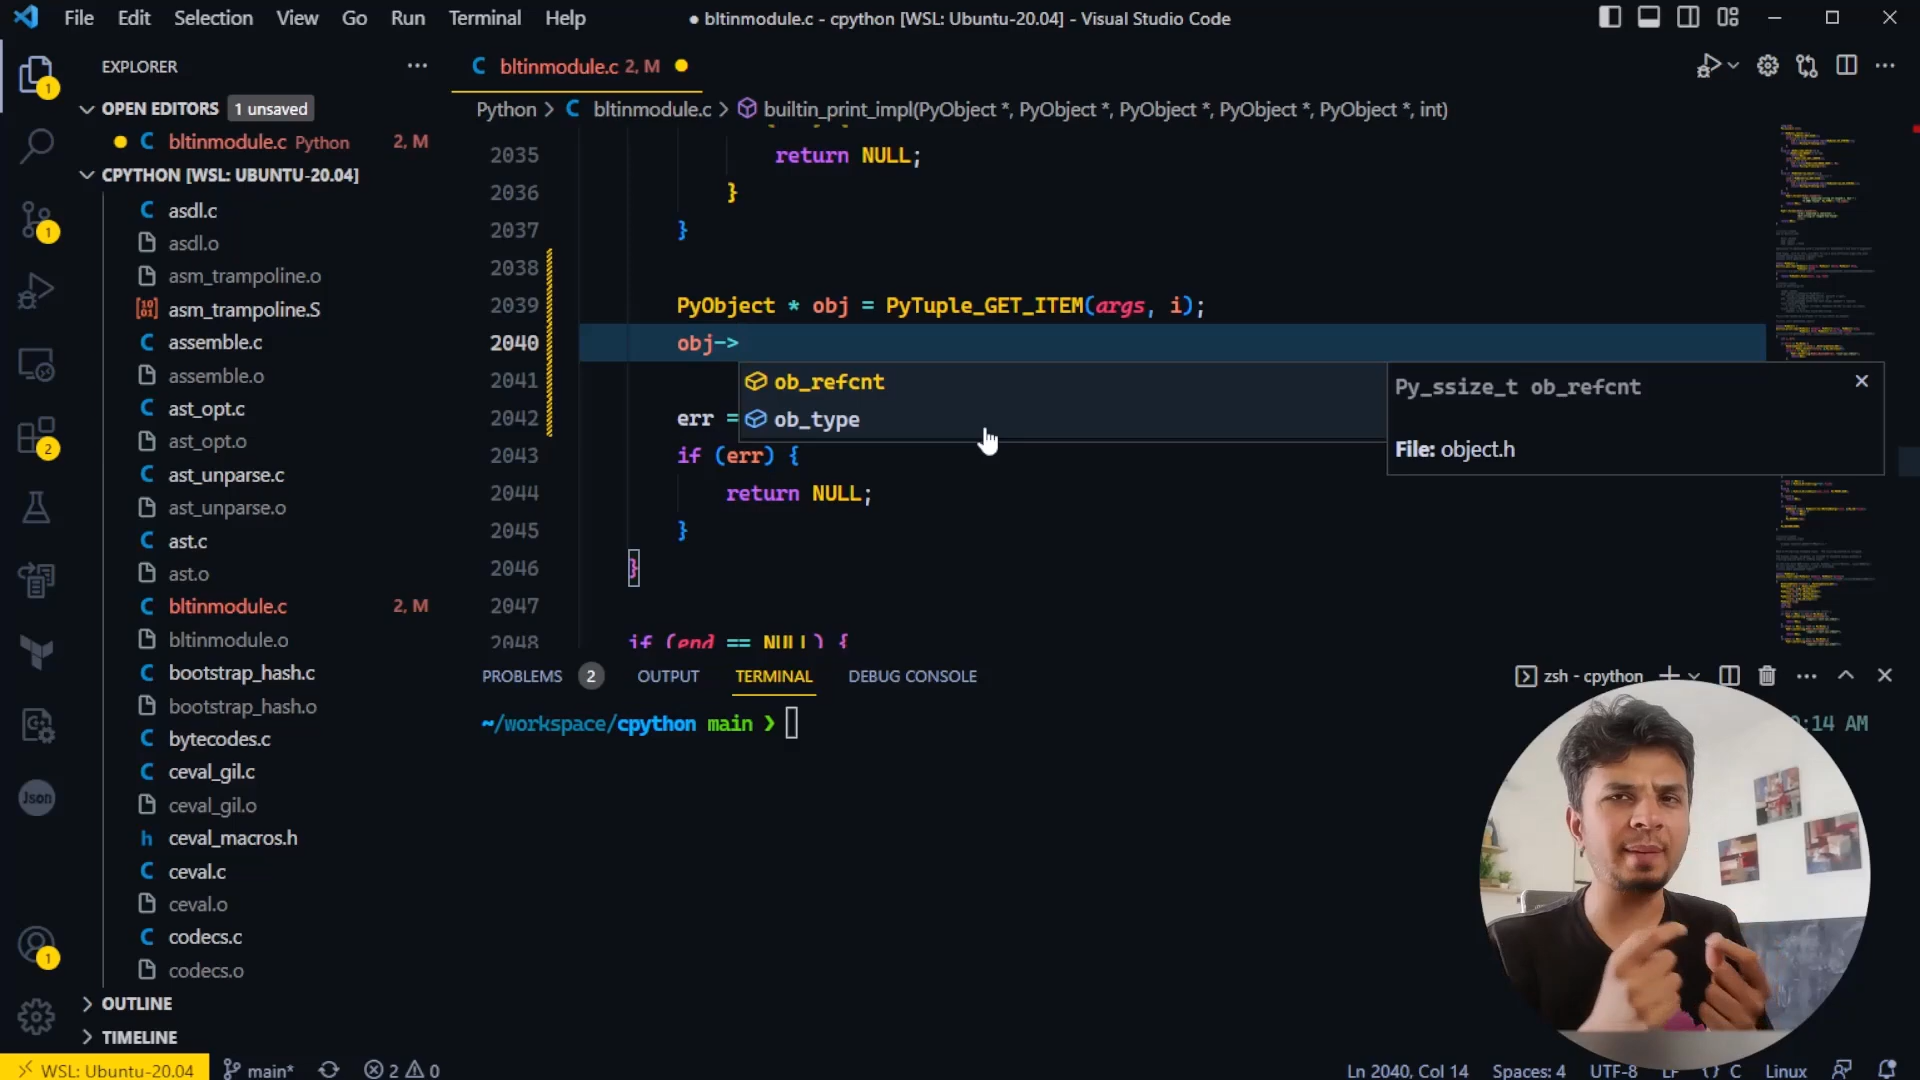 File Edit Selection View Go Run Terminal Help
● bltinmodule.c - cpython [WSL: Ubuntu-20.04] - Visual Studio Code
1
1
2
Json
1
EXPLORER
OPEN EDITORS 1 unsaved
bltinmodule.c Python 2, M
CPYTHON [WSL: UBUNTU-20.04]
asdl.c
asdl.o
asm_trampoline.o
asm_trampoline.S
assemble.c
assemble.o
ast_opt.c
ast_opt.o
ast_unparse.c
ast_unparse.o
ast.c
ast.o
bltinmodule.c 2, M
bltinmodule.o
bootstrap_hash.c
bootstrap_hash.o
bytecodes.c
ceval_gil.c
ceval_gil.o
ceval_macros.h
ceval.c
ceval.o
codecs.c
codecs.o
OUTLINE
TIMELINE
bltinmodule.c 2, M
Python > bltinmodule.c > builtin_print_impl(PyObject *, PyObject *, PyObject *, PyObject *, PyObject *, int)
2035 return NULL;
2036 }
2037 }
2038
2039 PyObject * obj = PyTuple_GET_ITEM(args, i);
2040 obj->
2041
2042 err =
2043 if (err) {
2044 return NULL;
2045 }
2046 }
2047
2048 if (end == NULL) {
ob_refcnt
ob_type
Py_ssize_t ob_refcnt
File: object.h
PROBLEMS 2 OUTPUT TERMINAL DEBUG CONSOLE
zsh - cpython
~/workspace/cpython main ❯
:14 AM
WSL: Ubuntu-20.04 main* 2 0
Ln 2040, Col 14 Spaces: 4 UTF-8 LF {} C Linux